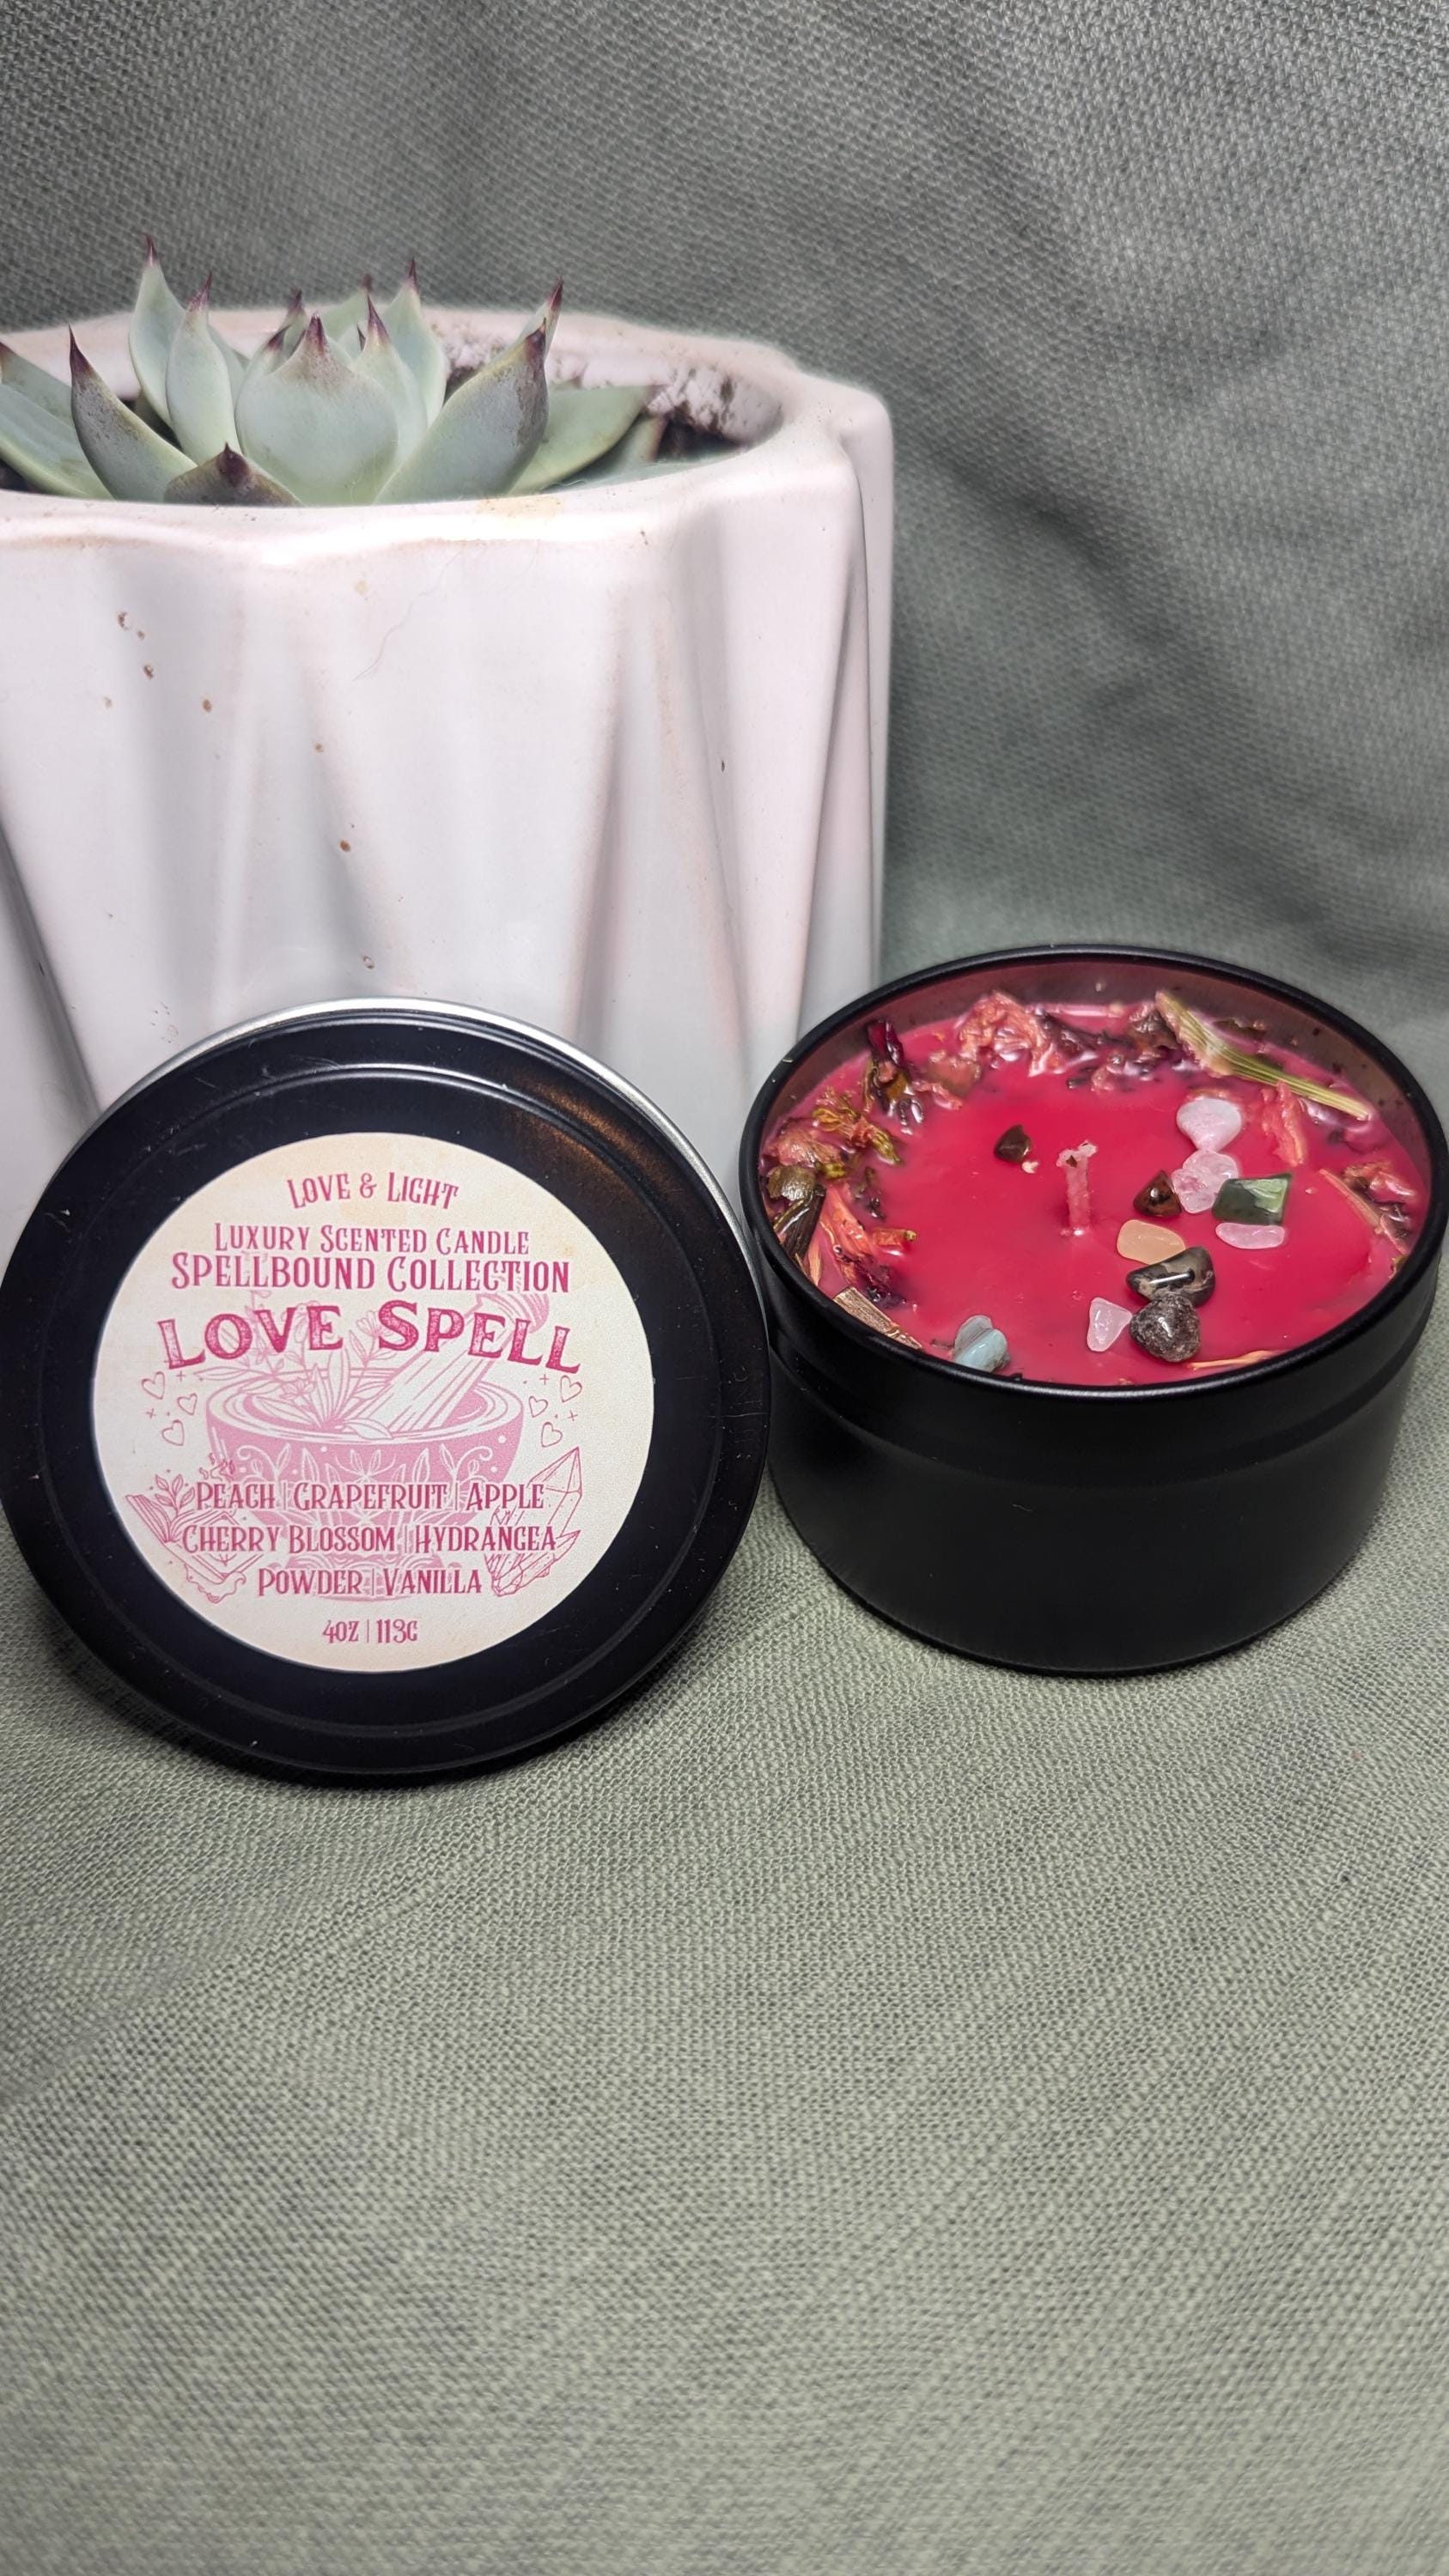 LOVE & LIGHT
LUXURY SCENTED CANDLE
SPELLBOUND COLLECTION
LOVE SPELL
PEACH | GRAPEFRUIT | APPLE
CHERRY BLOSSOM | HYDRANGEA
POWDER | VANILLA
4OZ | 113G